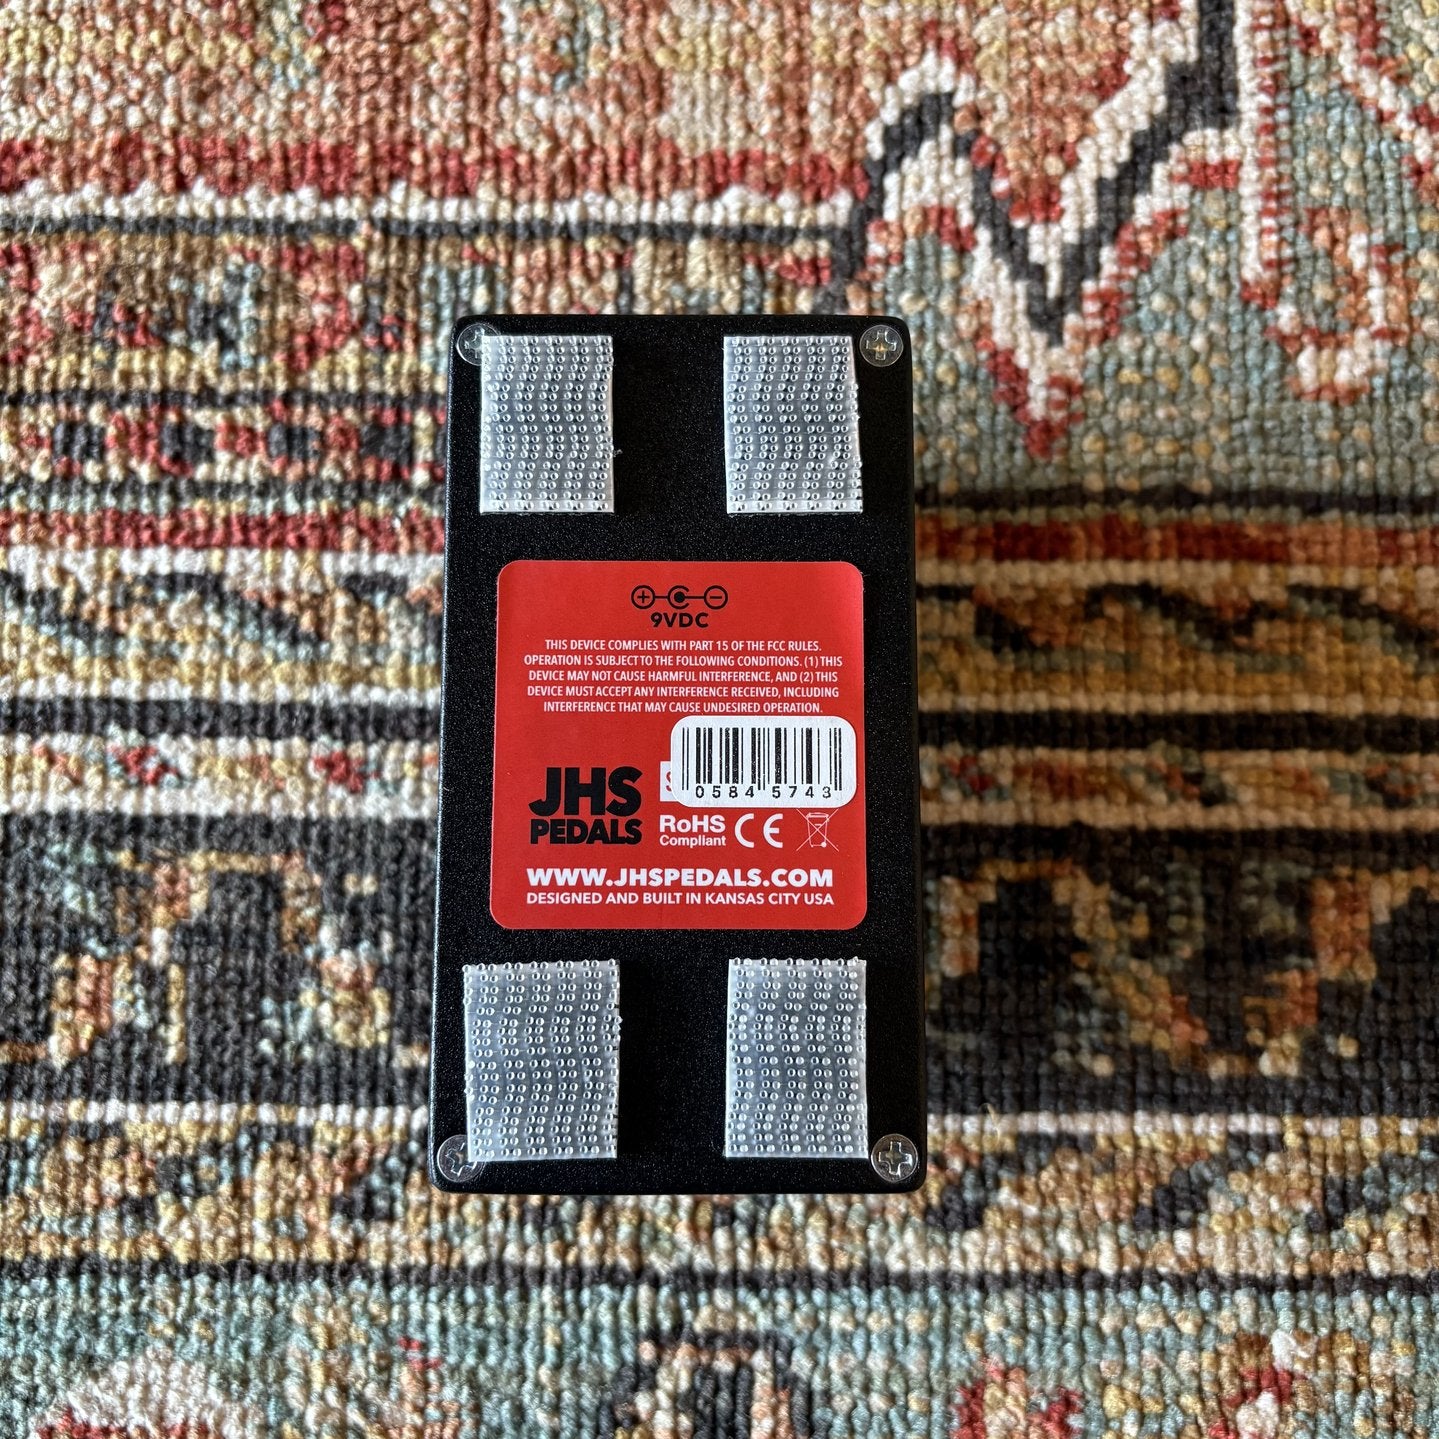 9VDC
THIS DEVICE COMPLIES WITH PART 15 OF THE FCC RULES.
OPERATION IS SUBJECT TO THE FOLLOWING CONDITIONS. (1) THIS
DEVICE MAY NOT CAUSE HARMFUL INTERFERENCE, AND (2) THIS
DEVICE MUST ACCEPT ANY INTERFERENCE RECEIVED, INCLUDING
INTERFERENCE THAT MAY CAUSE UNDESIRED OPERATION.
05845743
JHS
PEDALS
RoHS
Compliant
CE
WWW.JHSPEDALS.COM
DESIGNED AND BUILT IN KANSAS CITY USA